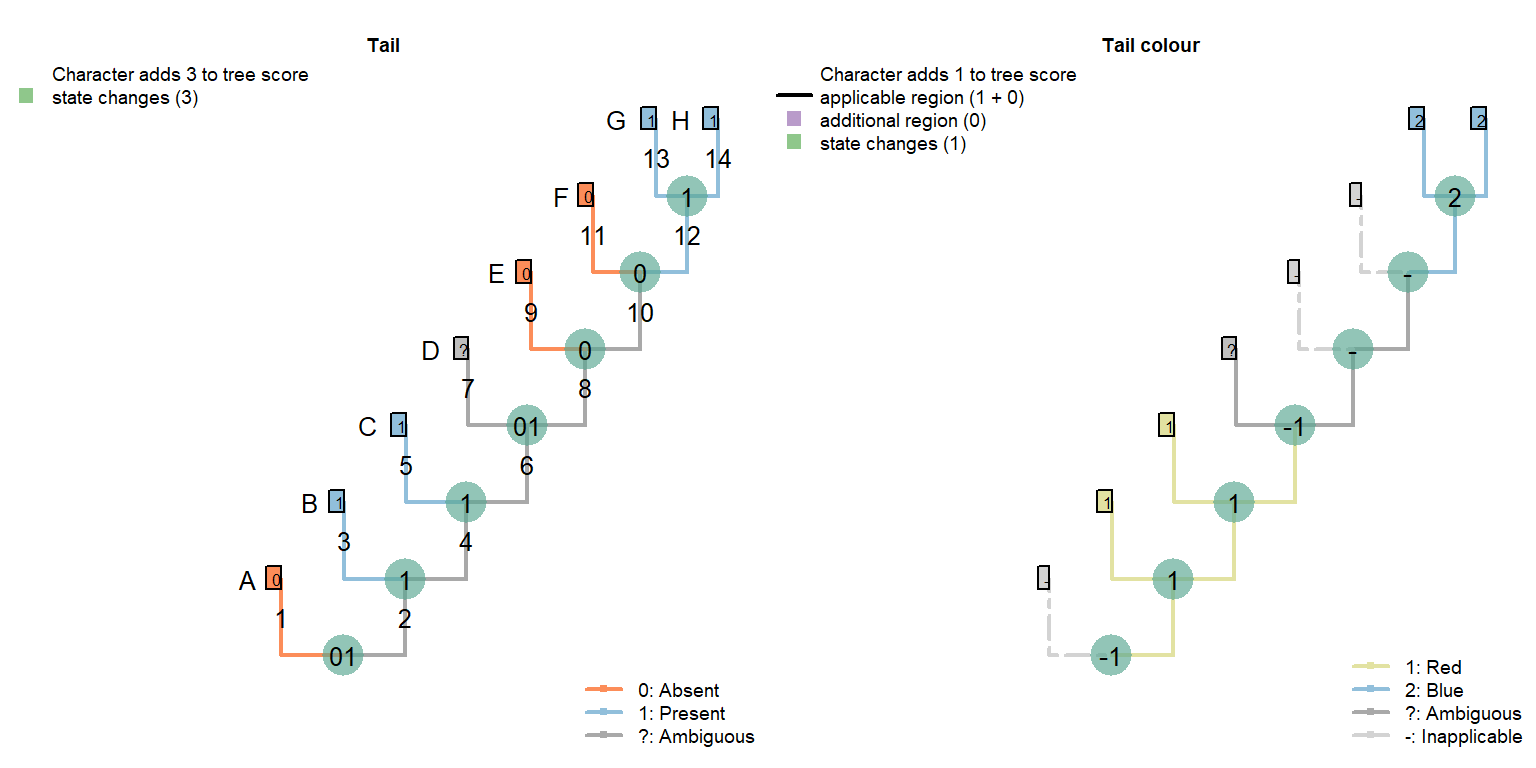 Tail
Character adds 3 to tree score
state changes (3)
G 1 H 1
13 14
F 0 1
11 12
E 0 0
9 10
D ? 0
7 8
C 1 01
5 6
B 1 1
3 4
A 0 1
1 2
01
0: Absent
1: Present
?: Ambiguous
Tail colour
Character adds 1 to tree score
applicable region (1 + 0)
additional region (0)
state changes (1)
2 2
- 2
- -
? -
1 -1
1 1
- 1
-1
1: Red
2: Blue
?: Ambiguous
-: Inapplicable